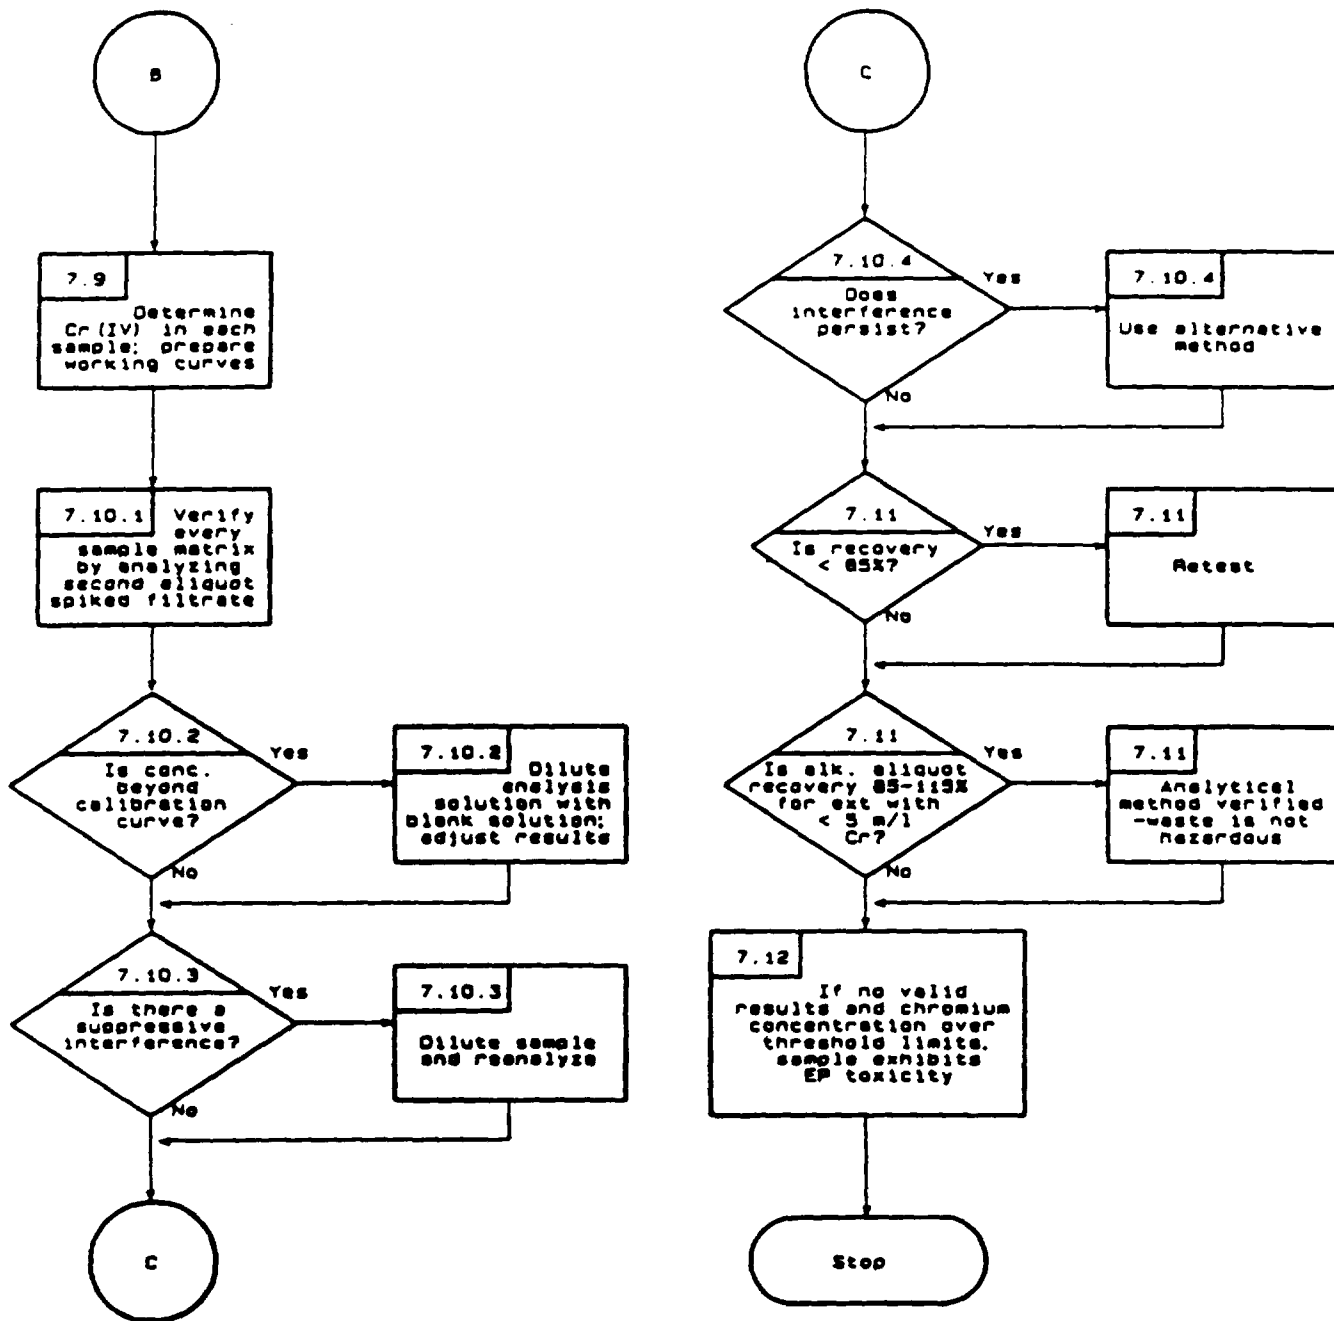 B
7.9
Determine
Cr(IV) in each
sample; prepare
working curves
7.10.1 Verify
every
sample matrix
by analyzing
second aliquot
spiked filtrate
7.10.2
Is conc.
beyond
calibration
curve?
Yes
No
7.10.2
Dilute
analysis
solution with
blank solution;
adjust results
7.10.3
Is there a
suppressive
interference?
Yes
No
7.10.3
Dilute sample
and reanalyze
C
C
7.10.4
Does
interference
persist?
Yes
No
7.10.4
Use alternative
method
7.11
Is recovery
< 85%?
Yes
No
7.11
Retest
7.11
Is alk. aliquot
recovery 85-115%
for ext with
< 5 m/l
Cr?
Yes
No
7.11
Analytical
method verified
-waste is not
hazardous
7.12
If no valid
results and chromium
concentration over
threshold limits,
sample exhibits
EP toxicity
Stop